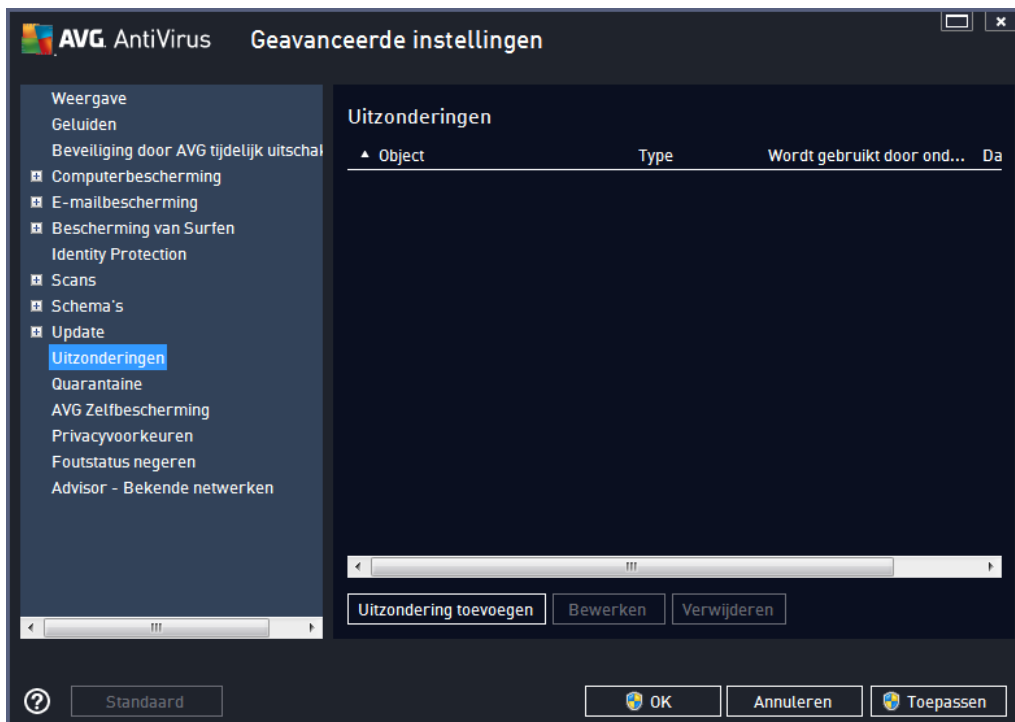 AVG. AntiVirus Geavanceerde instellingen
Weergave
Geluiden
Beveiliging door AVG tijdelijk uitschak
Computerbescherming
E-mailbescherming
Bescherming van Surfen
Identity Protection
Scans
Schema's
Update
Uitzonderingen
Quarantaine
AVG Zelfbescherming
Privacyvoorkeuren
Foutstatus negeren
Advisor - Bekende netwerken
Uitzonderingen
Object Type Wordt gebruikt door ond... Da
Uitzondering toevoegen Bewerken Verwijderen
? Standaard OK Annuleren Toepassen